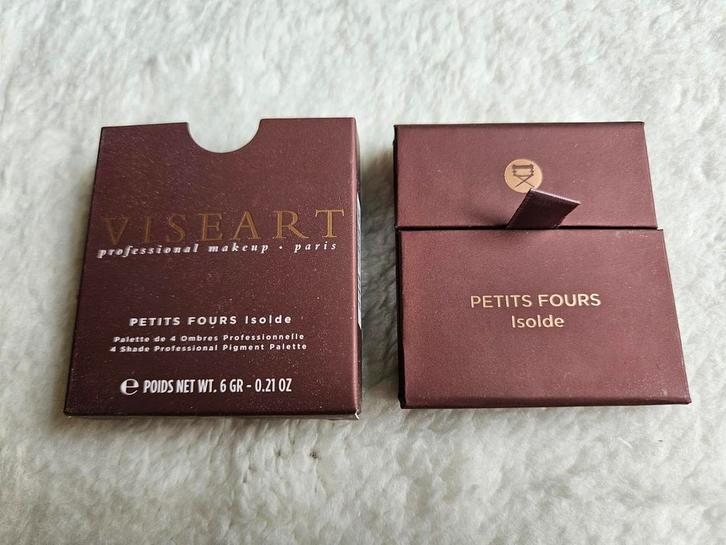 VISEART
professional makeup · paris
PETITS FOURS Isolde
Palette de 4 Ombres Professionnelle
4 Shade Professional Pigment Palette
℮ POIDS NET WT. 6 GR - 0.21 OZ
PETITS FOURS
Isolde